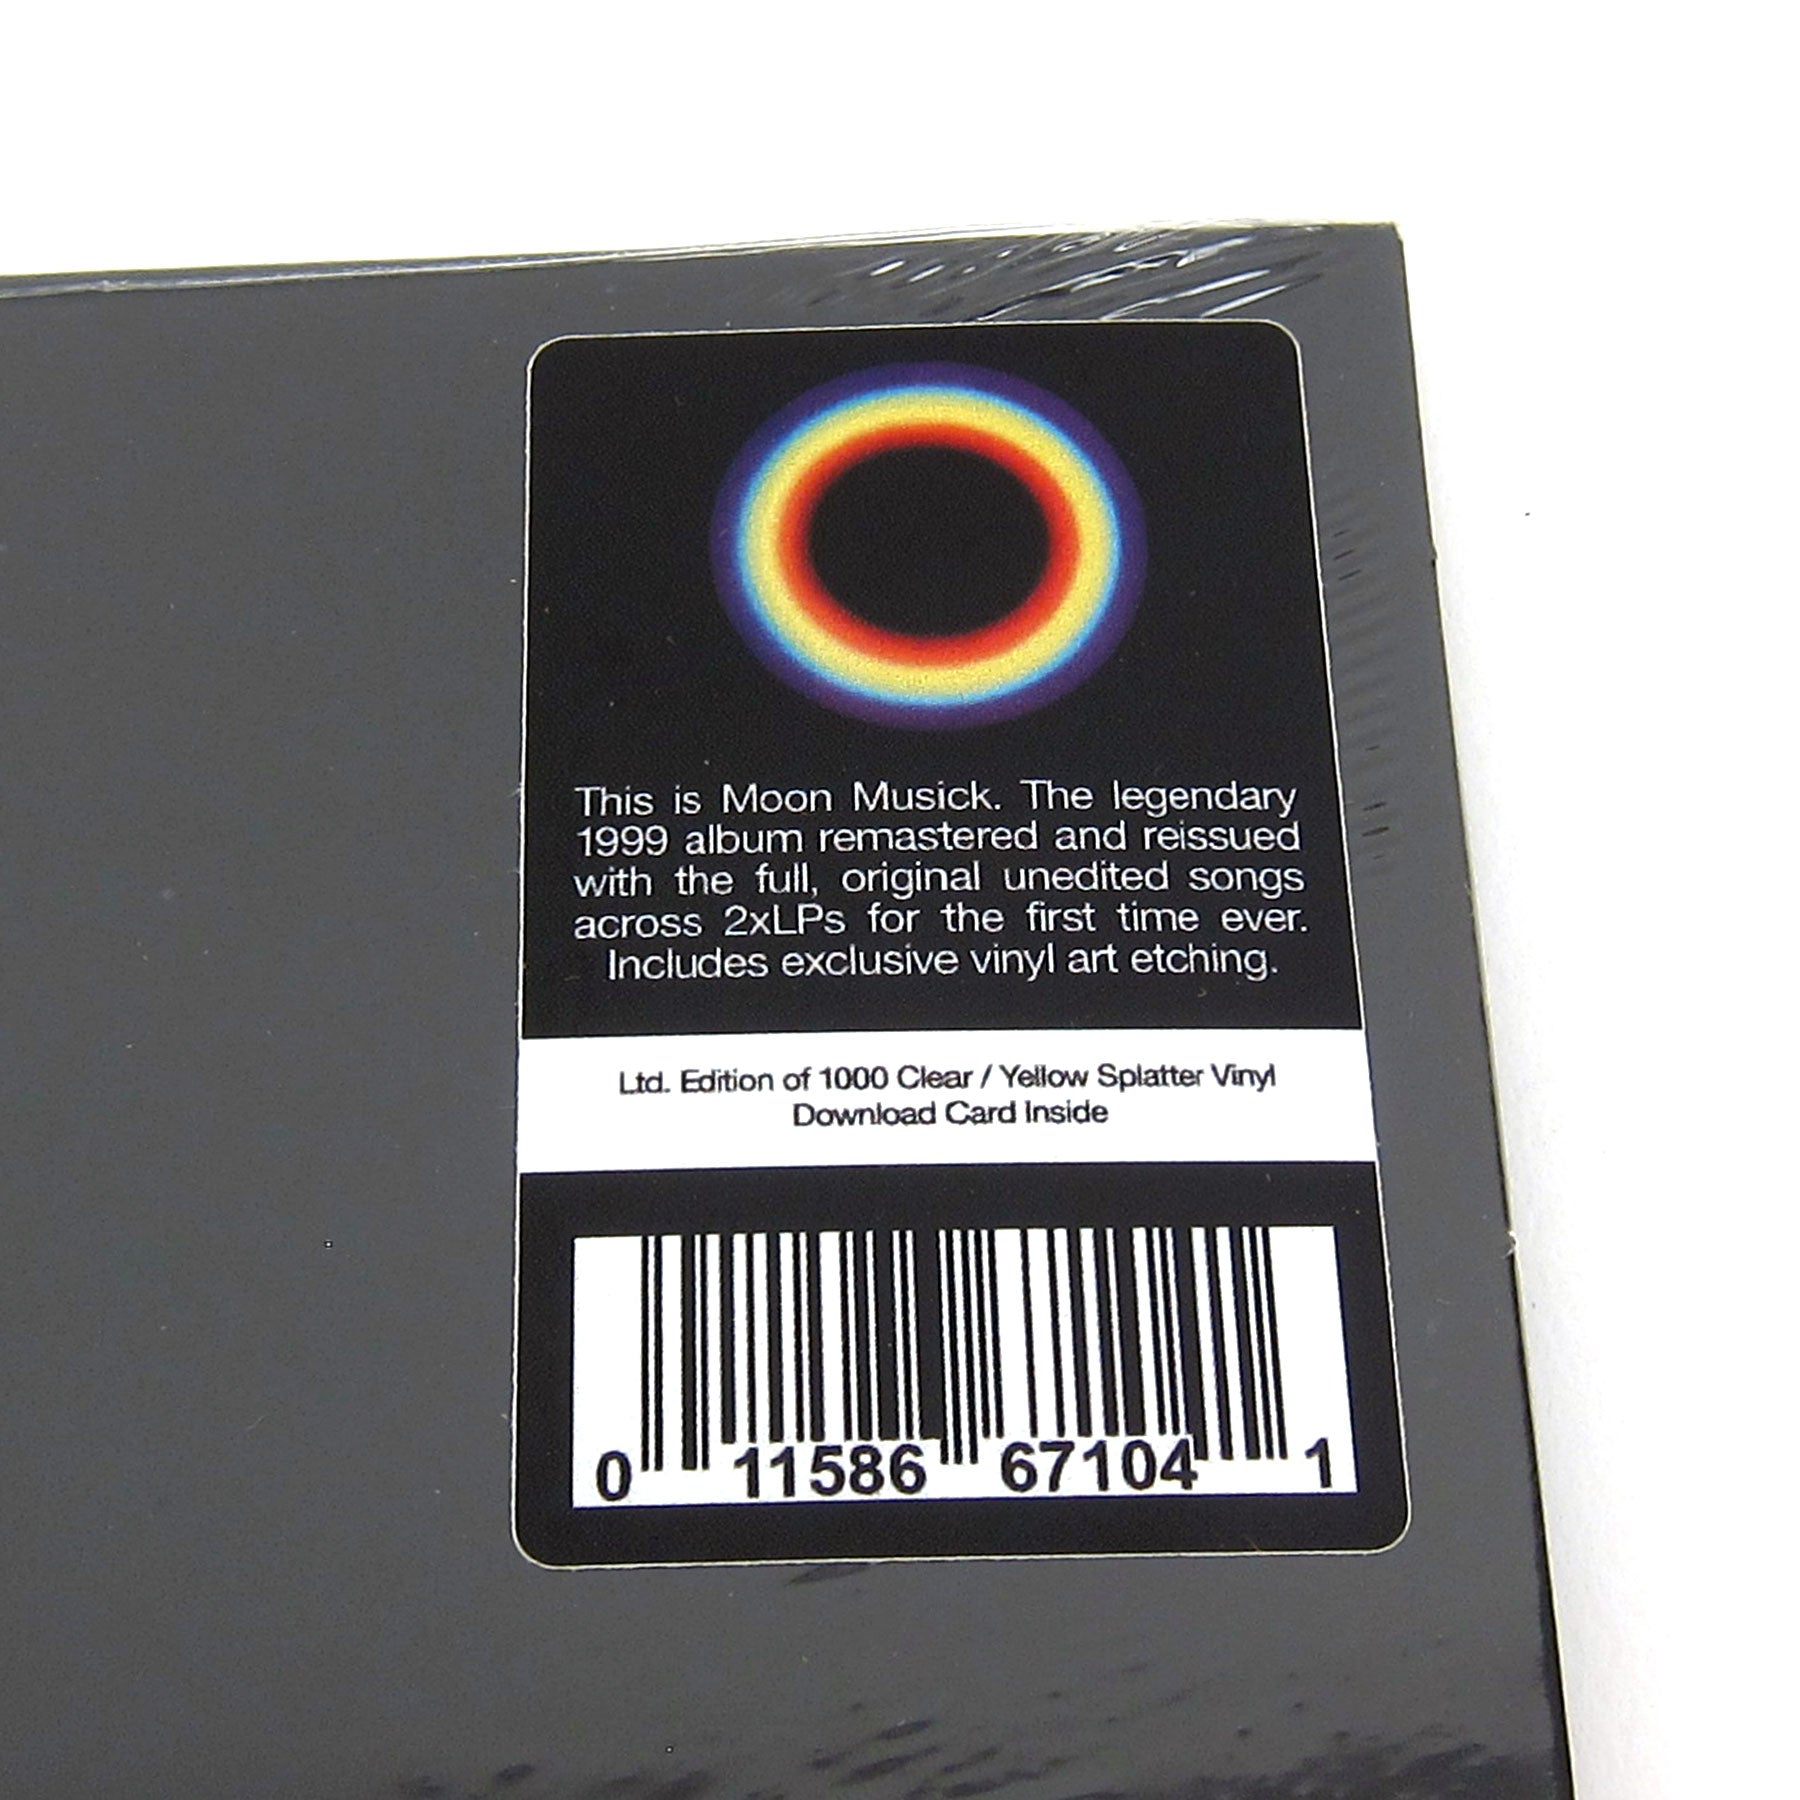 This is Moon Musick. The legendary
1999 album remastered and reissued
with the full, original unedited songs
across 2xLPs for the first time ever.
Includes exclusive vinyl art etching.
Ltd. Edition of 1000 Clear / Yellow Splatter Vinyl
Download Card Inside
0 11586 67104 1